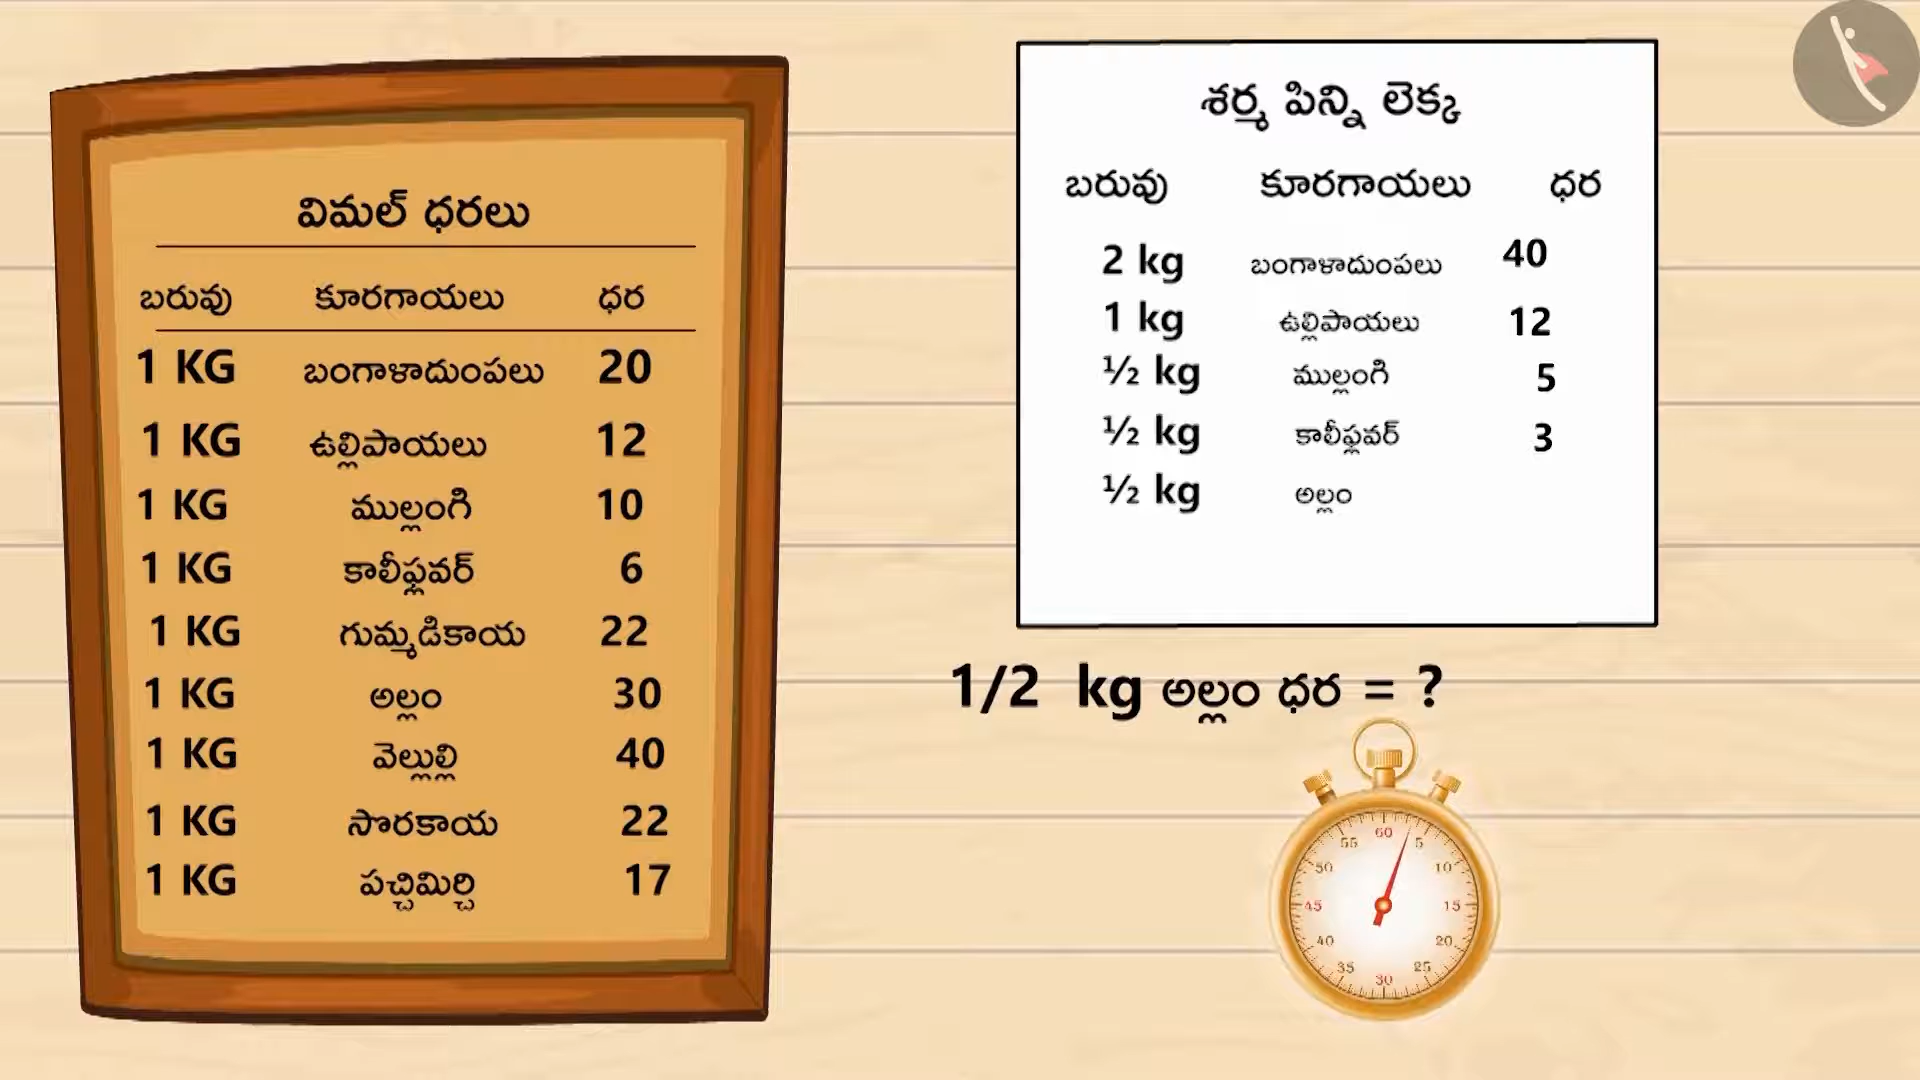 విమల్ ధరలు
బరువు కూరగాయలు ధర
1 KG బంగాళాదుంపలు 20
1 KG ఉల్లిపాయలు 12
1 KG ముల్లంగి 10
1 KG కాలీఫ్లవర్ 6
1 KG గుమ్మడికాయ 22
1 KG అల్లం 30
1 KG వెల్లుల్లి 40
1 KG సొరకాయ 22
1 KG పచ్చిమిర్చి 17
శర్మ పిన్ని లెక్క
బరువు కూరగాయలు ధర
2 kg బంగాళాదుంపలు 40
1 kg ఉల్లిపాయలు 12
½ kg ముల్లంగి 5
½ kg కాలీఫ్లవర్ 3
½ kg అల్లం
1/2 kg అల్లం ధర = ?
60
55 5
50 10
45 15
40 20
35 25
30